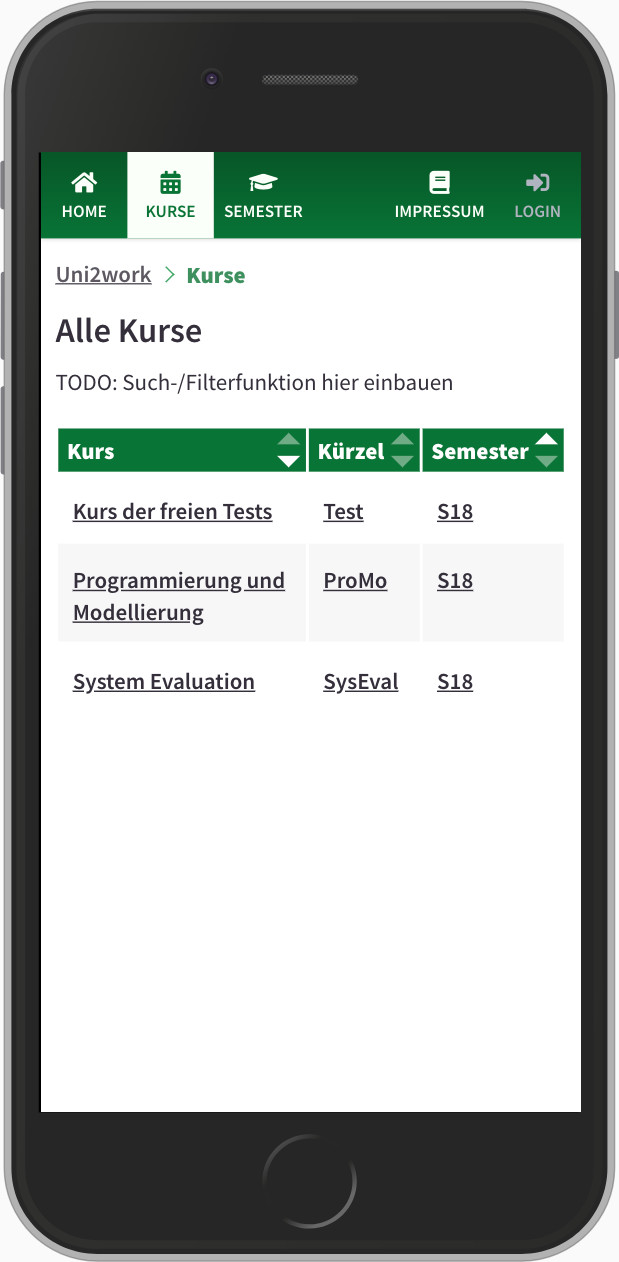 HOME KURSE SEMESTER IMPRESSUM LOGIN
Uni2work > Kurse
Alle Kurse
TODO: Such-/Filterfunktion hier einbauen
Kurs Kürzel Semester
Kurs der freien Tests Test S18
Programmierung und ProMo S18
Modellierung
System Evaluation SysEval S18